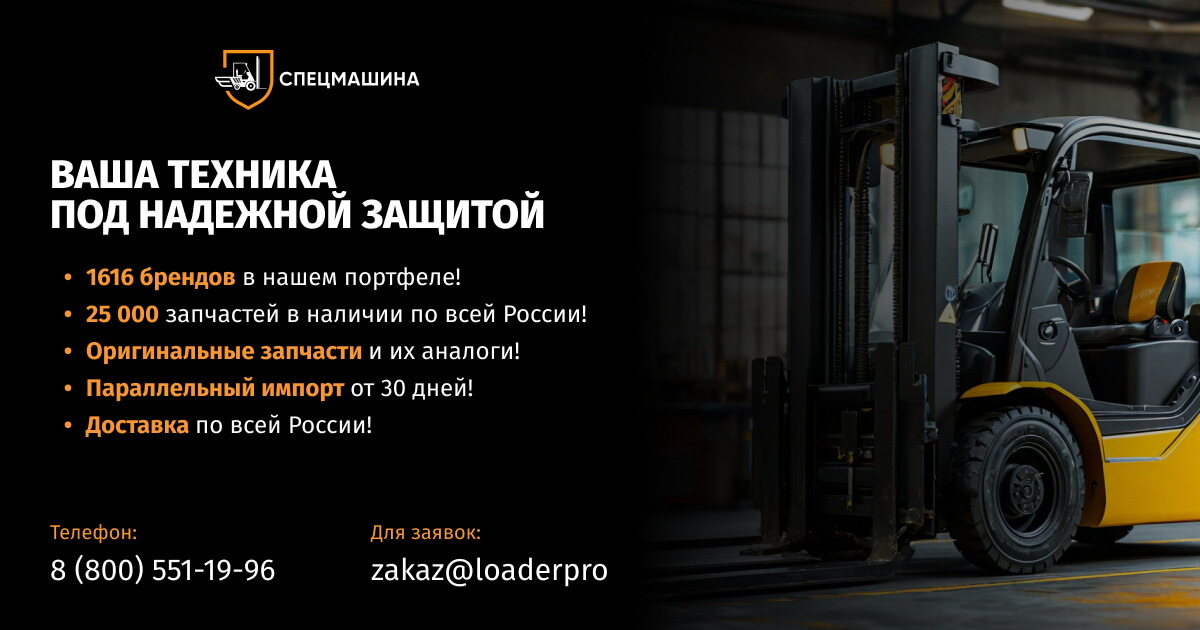 СПЕЦМАШИНА
ВАША ТЕХНИКА
ПОД НАДЕЖНОЙ ЗАЩИТОЙ
• 1616 брендов в нашем портфеле!
• 25 000 запчастей в наличии по всей России!
• Оригинальные запчасти и их аналоги!
• Параллельный импорт от 30 дней!
• Доставка по всей России!
Телефон:
8 (800) 551-19-96
Для заявок:
zakaz@loaderpro